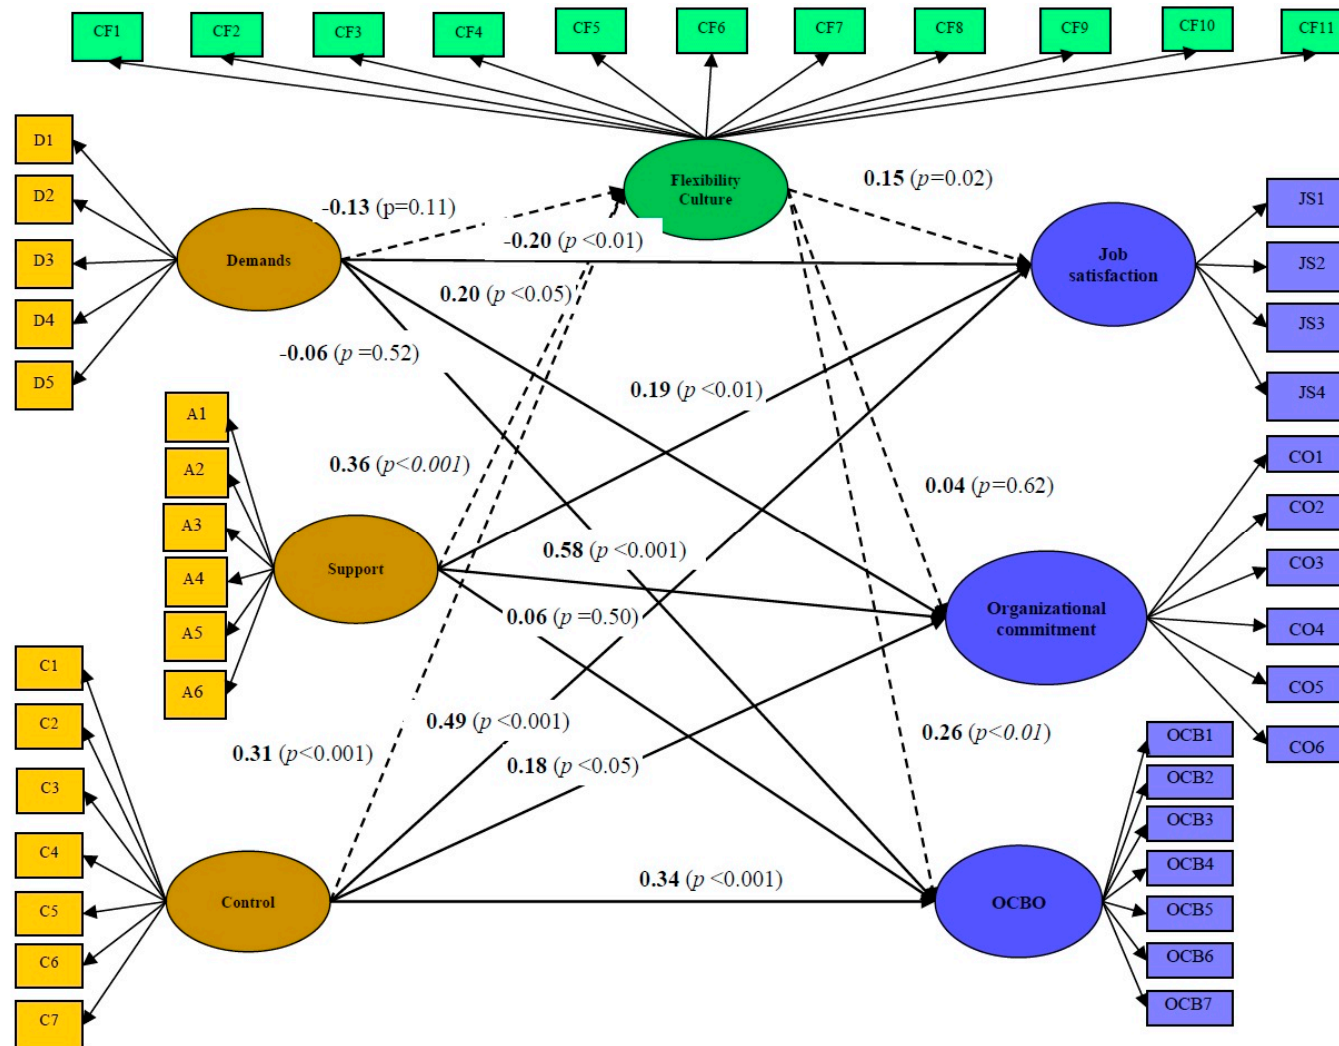 CF1 CF2 CF3 CF4 CF5 CF6 CF7 CF8 CF9 CF10 CF11
D1
D2
D3
D4
D5
Demands
Flexibility
Culture
-0.13 (p=0.11)
0.15 (p=0.02)
-0.20 (p <0.01)
0.20 (p <0.05)
-0.06 (p =0.52)
Job
satisfaction
JS1
JS2
JS3
JS4
A1
A2
A3
A4
A5
A6
Support
0.19 (p <0.01)
0.36 (p<0.001)
0.04 (p=0.62)
0.58 (p <0.001)
0.06 (p =0.50)
Organizational
commitment
CO1
CO2
CO3
CO4
CO5
CO6
C1
C2
C3
C4
C5
C6
C7
Control
0.49 (p <0.001)
0.31 (p<0.001)
0.18 (p <0.05)
0.26 (p<0.01)
0.34 (p <0.001)
OCBO
OCB1
OCB2
OCB3
OCB4
OCB5
OCB6
OCB7